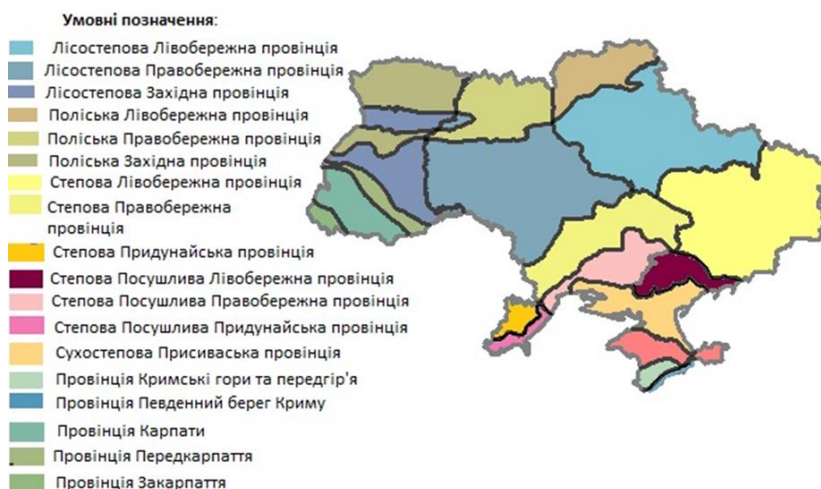 Умовні позначення:
Лісостепова Лівобережна провінція
Лісостепова Правобережна провінція
Лісостепова Західна провінція
Поліська Лівобережна провінція
Поліська Правобережна провінція
Поліська Західна провінція
Степова Лівобережна провінція
Степова Правобережна
провінція
Степова Придунайська провінція
Степова Посушлива Лівобережна провінція
Степова Посушлива Правобережна провінція
Степова Посушлива Придунайська провінція
Сухостепова Присиваська провінція
Провінція Кримські гори та передгір'я
Провінція Певденний берег Криму
Провінція Карпати
Провінція Передкарпаття
Провінція Закарпаття